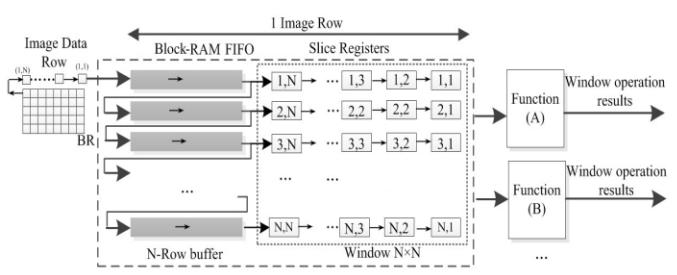 1 Image Row
Image Data
Row
Block-RAM FIFO
Slice Registers
(1,N)
(1,1)
1,N ... 1,3 1,2 1,1
2,N ... 2,2 2,2 2,1
BR
3,N ... 3,3 3,2 3,1
... ... ...
N,N ... N,3 N,2 N,1
N-Row buffer
Window N×N
Function
(A)
Window operation
results
Function
(B)
Window operation
results
...